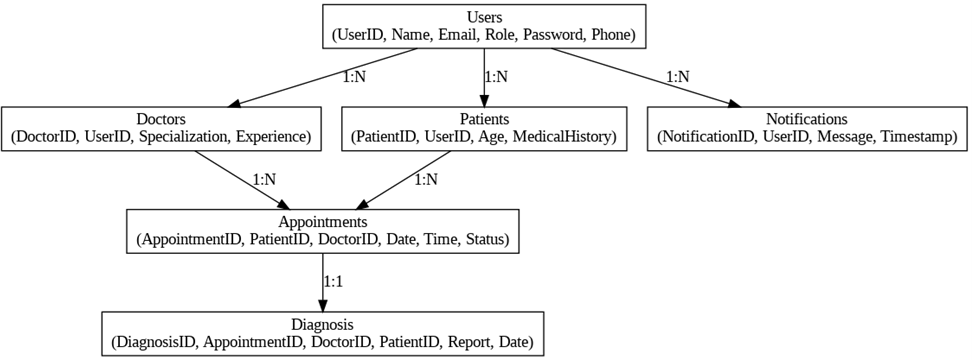 Users
(UserID, Name, Email, Role, Password, Phone)
1:N
1:N
1:N
Doctors
(DoctorID, UserID, Specialization, Experience)
Patients
(PatientID, UserID, Age, MedicalHistory)
Notifications
(NotificationID, UserID, Message, Timestamp)
1:N
1:N
Appointments
(AppointmentID, PatientID, DoctorID, Date, Time, Status)
1:1
Diagnosis
(DiagnosisID, AppointmentID, DoctorID, PatientID, Report, Date)